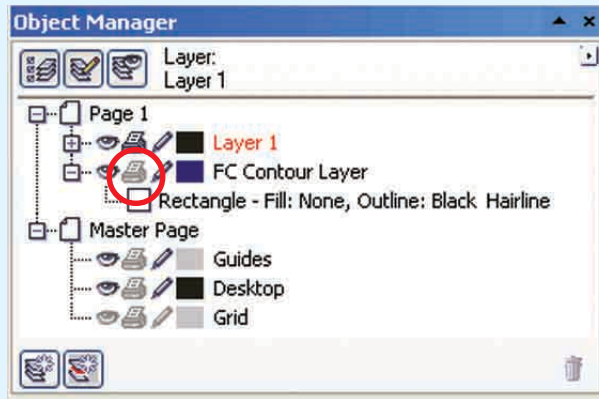 Object Manager
Layer:
Layer 1
Page 1
Layer 1
FC Contour Layer
Rectangle - Fill: None, Outline: Black Hairline
Master Page
Guides
Desktop
Grid